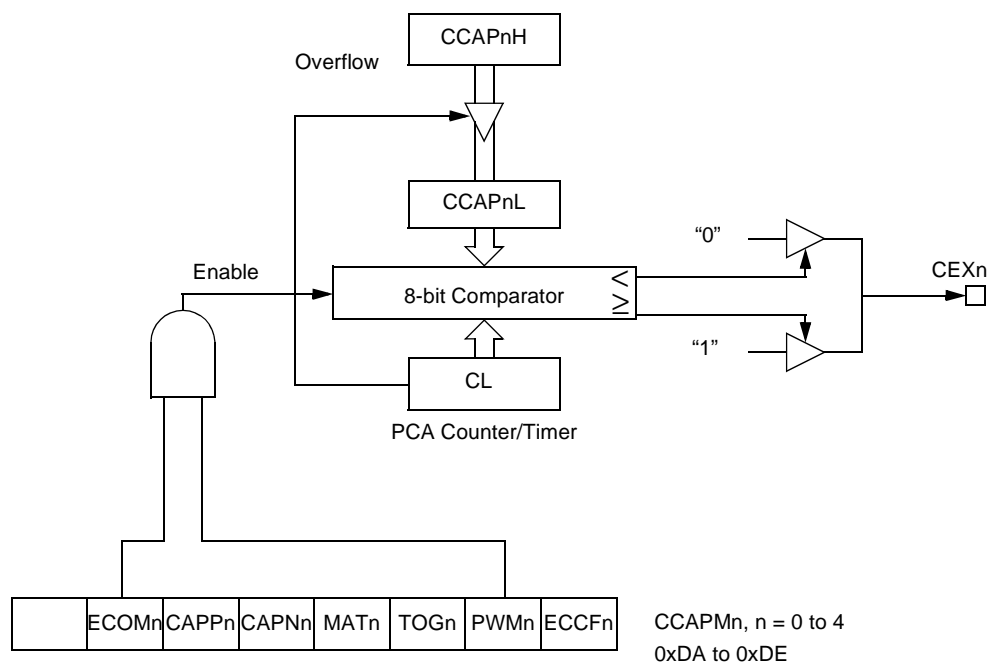 CCAPnH
Overflow
CCAPnL
“0”
Enable
8-bit Comparator
<
≥
CEXn
“1”
CL
PCA Counter/Timer
ECOMn CAPPn CAPNn MATn TOGn PWMn ECCFn
CCAPMn, n = 0 to 4
0xDA to 0xDE